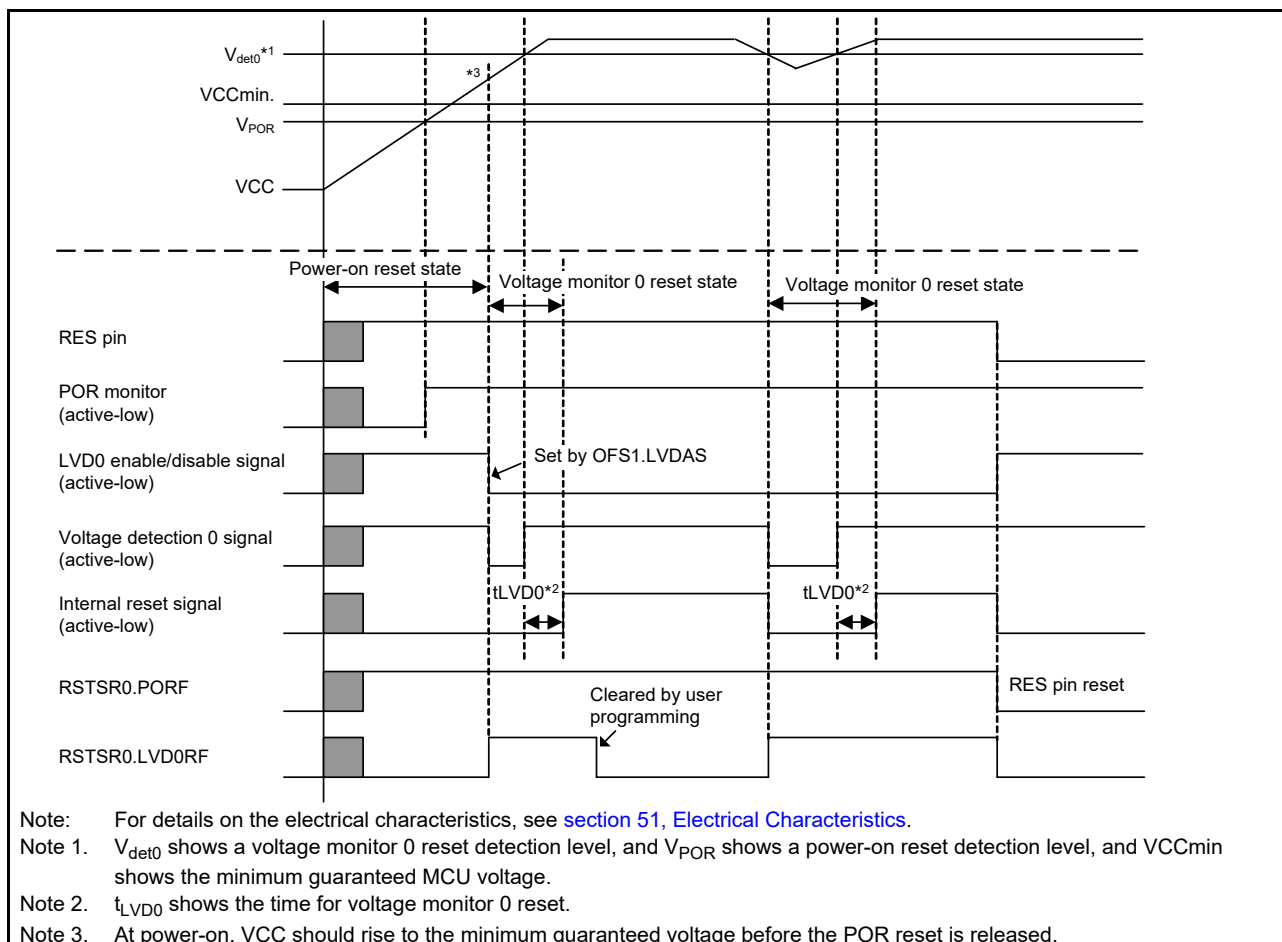 Vdet0*1
*3
VCCmin.
VPOR
VCC
Power-on reset state
Voltage monitor 0 reset state
Voltage monitor 0 reset state
RES pin
POR monitor
(active-low)
LVD0 enable/disable signal
(active-low)
Set by OFS1.LVDAS
Voltage detection 0 signal
(active-low)
tLVD0*2
tLVD0*2
Internal reset signal
(active-low)
RSTSR0.PORF
RES pin reset
Cleared by user
programming
RSTSR0.LVD0RF
Note: For details on the electrical characteristics, see section 51, Electrical Characteristics.
Note 1. Vdet0 shows a voltage monitor 0 reset detection level, and VPOR shows a power-on reset detection level, and VCCmin
shows the minimum guaranteed MCU voltage.
Note 2. tLVD0 shows the time for voltage monitor 0 reset.
Note 3. At power-on, VCC should rise to the minimum guaranteed voltage before the POR reset is released.